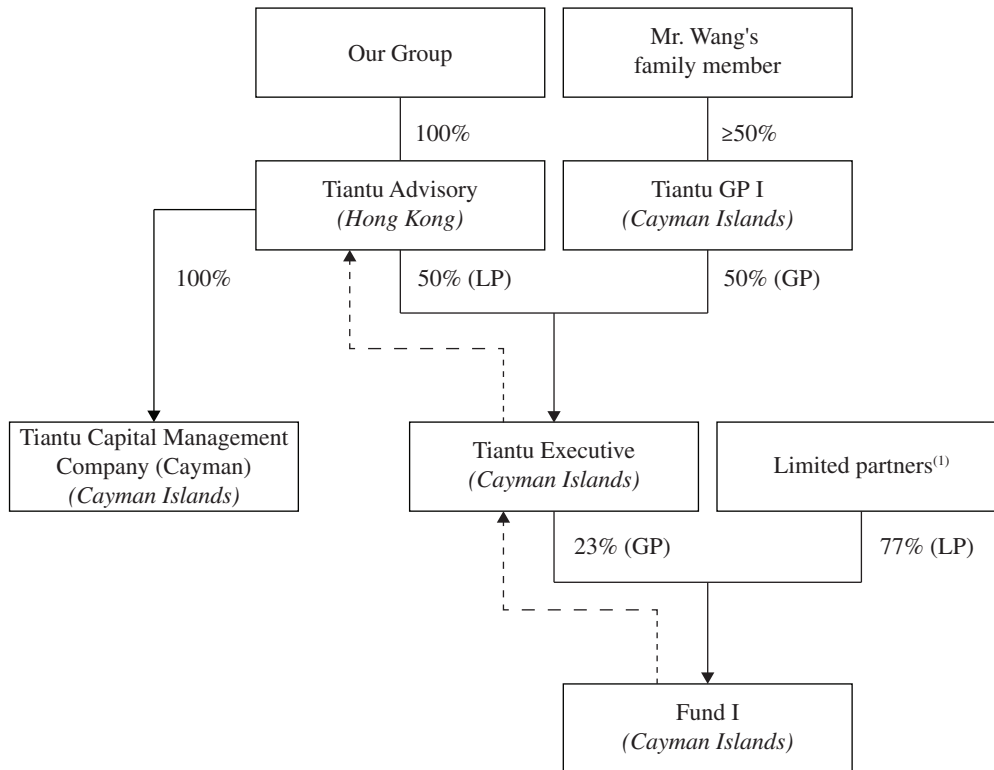 Our Group
Mr. Wang's
family member
100%
≥50%
Tiantu Advisory
(Hong Kong)
Tiantu GP I
(Cayman Islands)
100%
50% (LP)
50% (GP)
Tiantu Capital Management
Company (Cayman)
(Cayman Islands)
Tiantu Executive
(Cayman Islands)
Limited partners(1)
23% (GP)
77% (LP)
Fund I
(Cayman Islands)